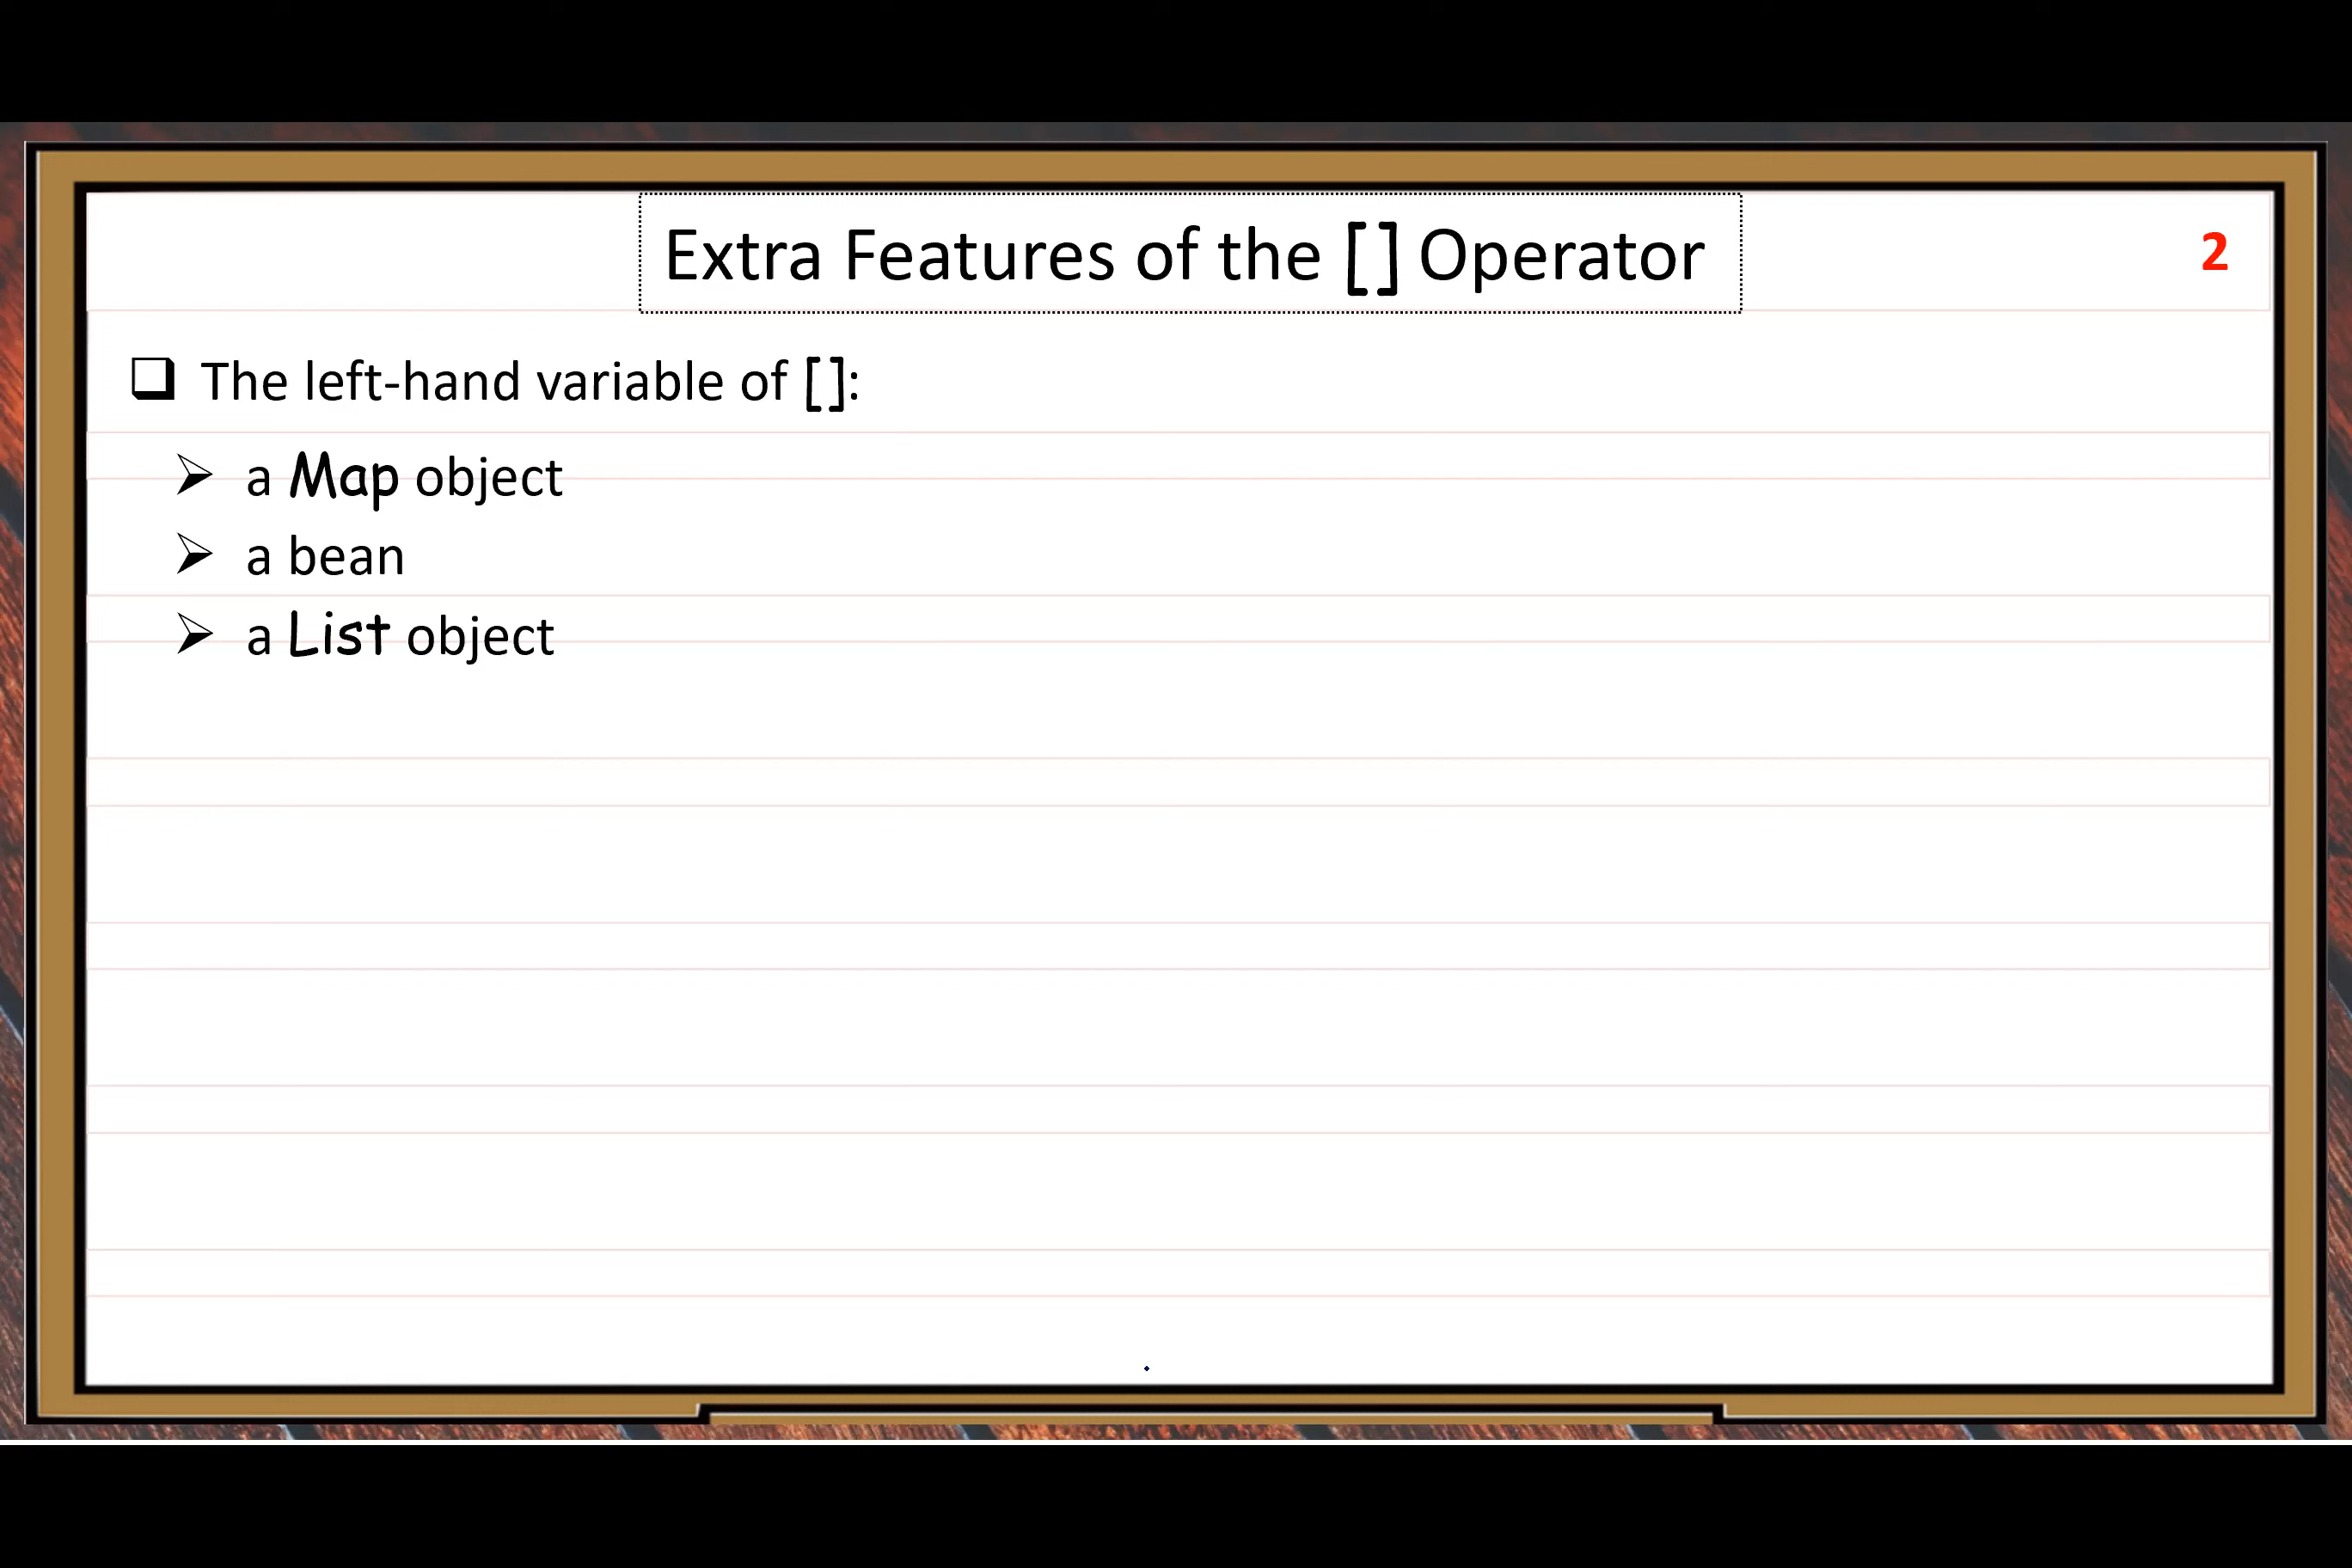 Extra Features of the [] Operator
2
The left-hand variable of []:
a Map object
a bean
a List object